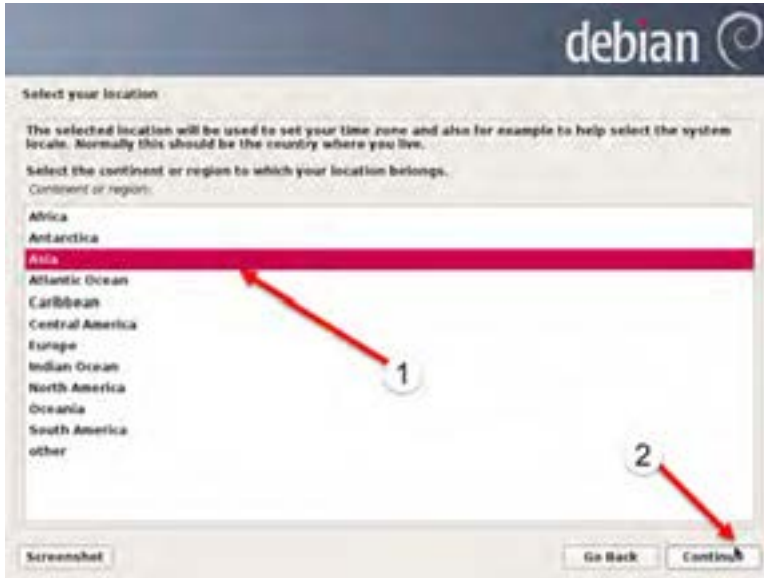 debian
Select your location
The selected location will be used to set your time zone and also for example to help select the system
locale. Normally this should be the country where you live.
Select the continent or region to which your location belongs.
Continent or region:
Africa
Antarctica
Asia
Atlantic Ocean
Caribbean
Central America
Europe
Indian Ocean
North America
Oceania
South America
other
1
2
Screenshot
Go Back
Continue